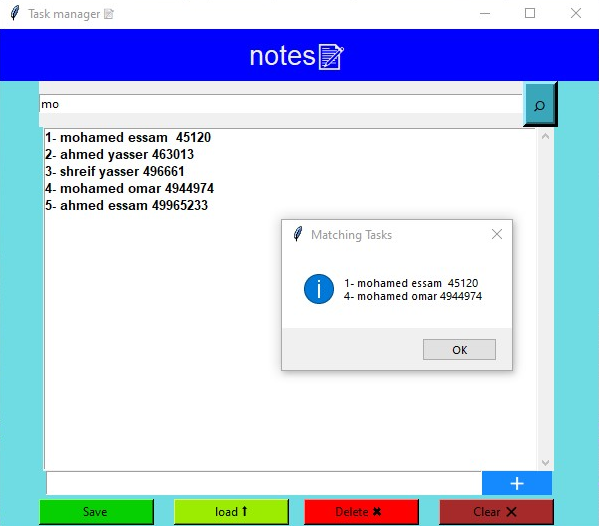 Task manager
notes
mo
1- mohamed essam  45120
2- ahmed yasser 463013
3- shreif yasser 496661
4- mohamed omar 4944974
5- ahmed essam 49965233
Matching Tasks
1- mohamed essam  45120
4- mohamed omar 4944974
OK
+
Save
load ⬆
Delete ✖
Clear ✕